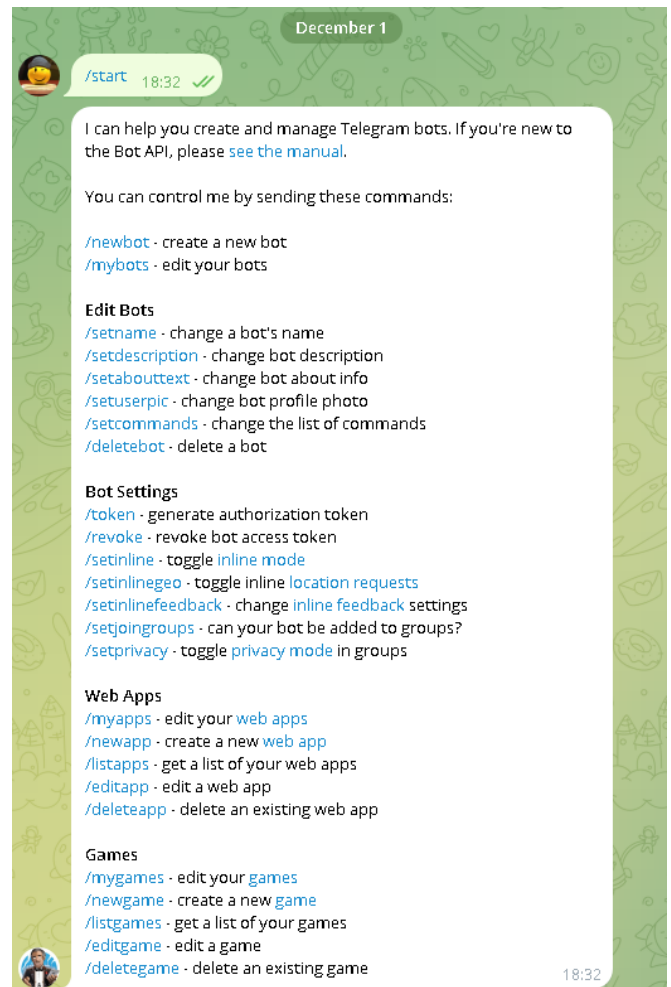 December 1
/start 18:32
I can help you create and manage Telegram bots. If you're new to
the Bot API, please see the manual.
You can control me by sending these commands:
/newbot - create a new bot
/mybots - edit your bots
Edit Bots
/setname - change a bot's name
/setdescription - change bot description
/setabouttext - change bot about info
/setuserpic - change bot profile photo
/setcommands - change the list of commands
/deletebot - delete a bot
Bot Settings
/token - generate authorization token
/revoke - revoke bot access token
/setinline - toggle inline mode
/setinlinegeo - toggle inline location requests
/setinlinefeedback - change inline feedback settings
/setjoingroups - can your bot be added to groups?
/setprivacy - toggle privacy mode in groups
Web Apps
/myapps - edit your web apps
/newapp - create a new web app
/listapps - get a list of your web apps
/editapp - edit a web app
/deleteapp - delete an existing web app
Games
/mygames - edit your games
/newgame - create a new game
/listgames - get a list of your games
/editgame - edit a game
/deletegame - delete an existing game
18:32